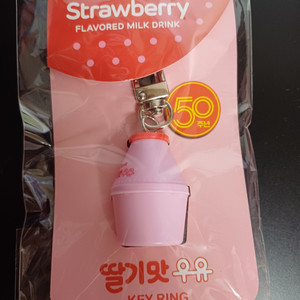 Strawberry
FLAVORED MILK DRINK
50
주년
딸기맛 우유
KEY RING